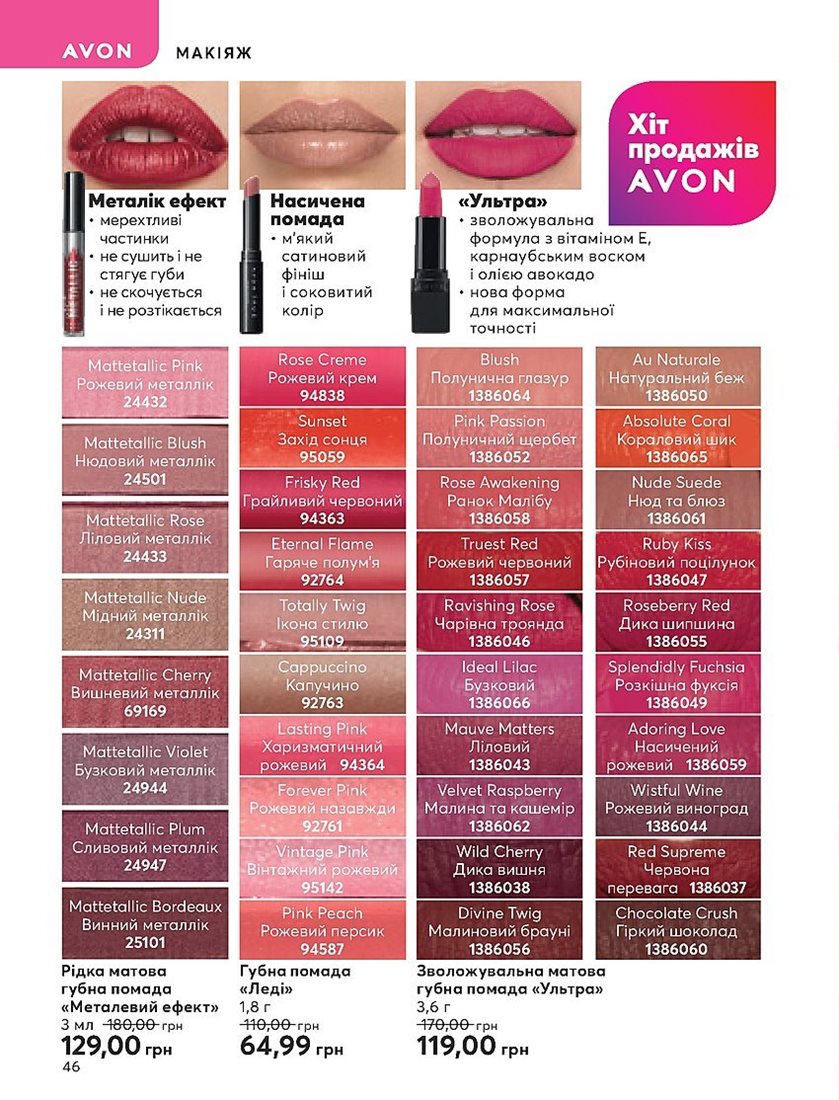 AVON
МАКІЯЖ
Хіт
продажів
AVON
Металік ефект
• мерехтливі
частинки
• не сушить і не
стягує губи
• не скочується
і не розтікається
METALLIC
Насичена
помада
• м'який
сатиновий
фініш
і соковитий
колір
«Ультра»
• зволожувальна
формула з вітаміном Е,
карнаубським воском
і олією авокадо
• нова форма
для максимальної
точності
Mattetallic Pink
Рожевий металлік
24432
Mattetallic Blush
Нюдовий металлік
24501
Mattetallic Rose
Ліловий металлік
24433
Mattetallic Nude
Мідний металлік
24311
Mattetallic Cherry
Вишневий металлік
69169
Mattetallic Violet
Бузковий металлік
24944
Mattetallic Plum
Сливовий металлік
24947
Mattetallic Bordeaux
Винний металлік
25101
Рідка матова
губна помада
«Металевий ефект»
3 мл 180,00 грн
129,00 грн
Rose Creme
Рожевий крем
94838
Sunset
Захід сонця
95059
Frisky Red
Грайливий червоний
94363
Eternal Flame
Гаряче полум'я
92764
Totally Twig
Ікона стилю
95109
Cappuccino
Капучино
92763
Lasting Pink
Харизматичний
рожевий 94364
Forever Pink
Рожевий назавжди
92761
Vintage Pink
Вінтажний рожевий
95142
Pink Peach
Рожевий персик
94587
Губна помада
«Леді»
1,8 г
110,00 грн
64,99 грн
Blush
Полунична глазур
1386064
Pink Passion
Полуничний щербет
1386052
Rose Awakening
Ранок Малібу
1386058
Truest Red
Рожевий червоний
1386057
Ravishing Rose
Чарівна троянда
1386046
Ideal Lilac
Бузковий
1386066
Mauve Matters
Ліловий
1386043
Velvet Raspberry
Малина та кашемір
1386062
Wild Cherry
Дика вишня
1386038
Divine Twig
Малиновий брауні
1386056
Au Naturale
Натуральний беж
1386050
Absolute Coral
Кораловий шик
1386065
Nude Suede
Нюд та блюз
1386061
Ruby Kiss
Рубіновий поцілунок
1386047
Roseberry Red
Дика шипшина
1386055
Splendidly Fuchsia
Розкішна фуксія
1386049
Adoring Love
Насичений
рожевий 1386059
Wistful Wine
Рожевий виноград
1386044
Red Supreme
Червона
перевага 1386037
Chocolate Crush
Гіркий шоколад
1386060
Зволожувальна матова
губна помада «Ультра»
3,6 г
170,00 грн
119,00 грн
46